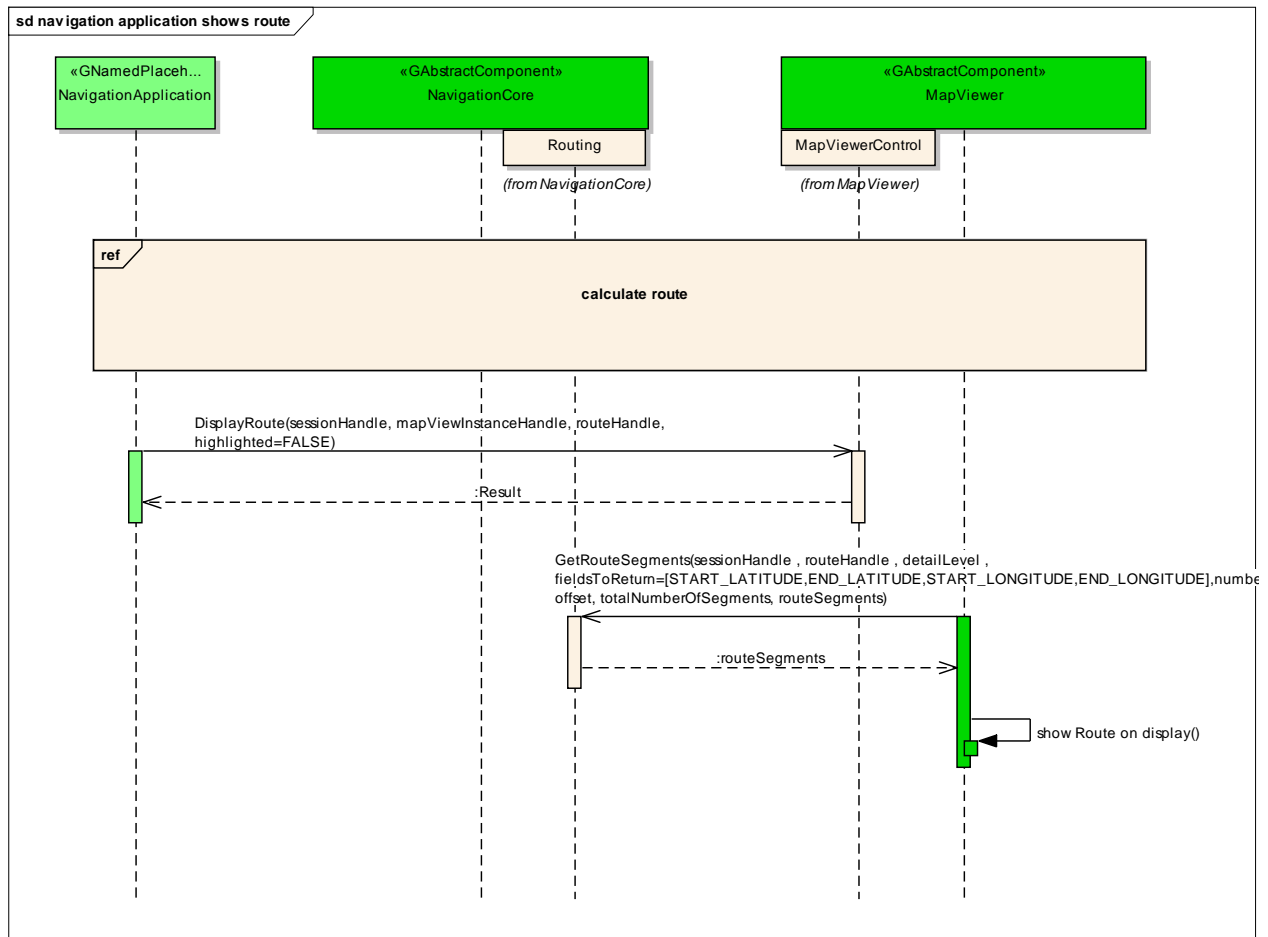 sd navigation application shows route
«GNamedPlaceh...
NavigationApplication
«GAbstractComponent»
NavigationCore
«GAbstractComponent»
MapViewer
Routing
MapViewerControl
(from NavigationCore)
(from MapViewer)
ref
calculate route
DisplayRoute(sessionHandle, mapViewInstanceHandle, routeHandle,
highlighted=FALSE)
:Result
GetRouteSegments(sessionHandle , routeHandle , detailLevel ,
fieldsToReturn=[START_LATITUDE,END_LATITUDE,START_LONGITUDE,END_LONGITUDE],numbe
offset, totalNumberOfSegments, routeSegments)
:routeSegments
show Route on display()